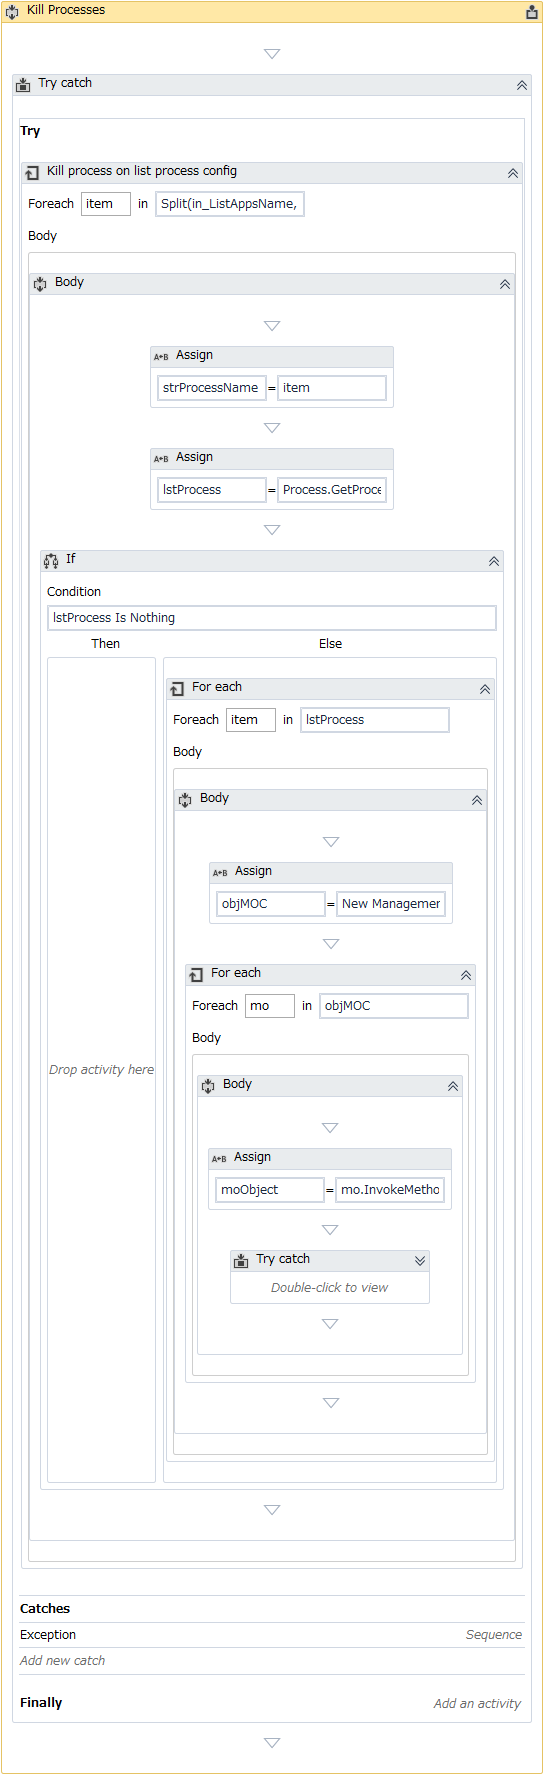 Kill Processes
Try catch
Try
Kill process on list process config
Foreach item in Split(in_ListAppsName,
Body
Body
A+B Assign
strProcessName = item
A+B Assign
lstProcess = Process.GetProce
If
Condition
lstProcess Is Nothing
Then Else
For each
Foreach item in lstProcess
Body
Body
A+B Assign
objMOC = New Managemer
For each
Foreach mo in objMOC
Body
Drop activity here
Body
A+B Assign
moObject = mo.InvokeMetho
Try catch
Double-click to view
Catches
Exception Sequence
Add new catch
Finally Add an activity